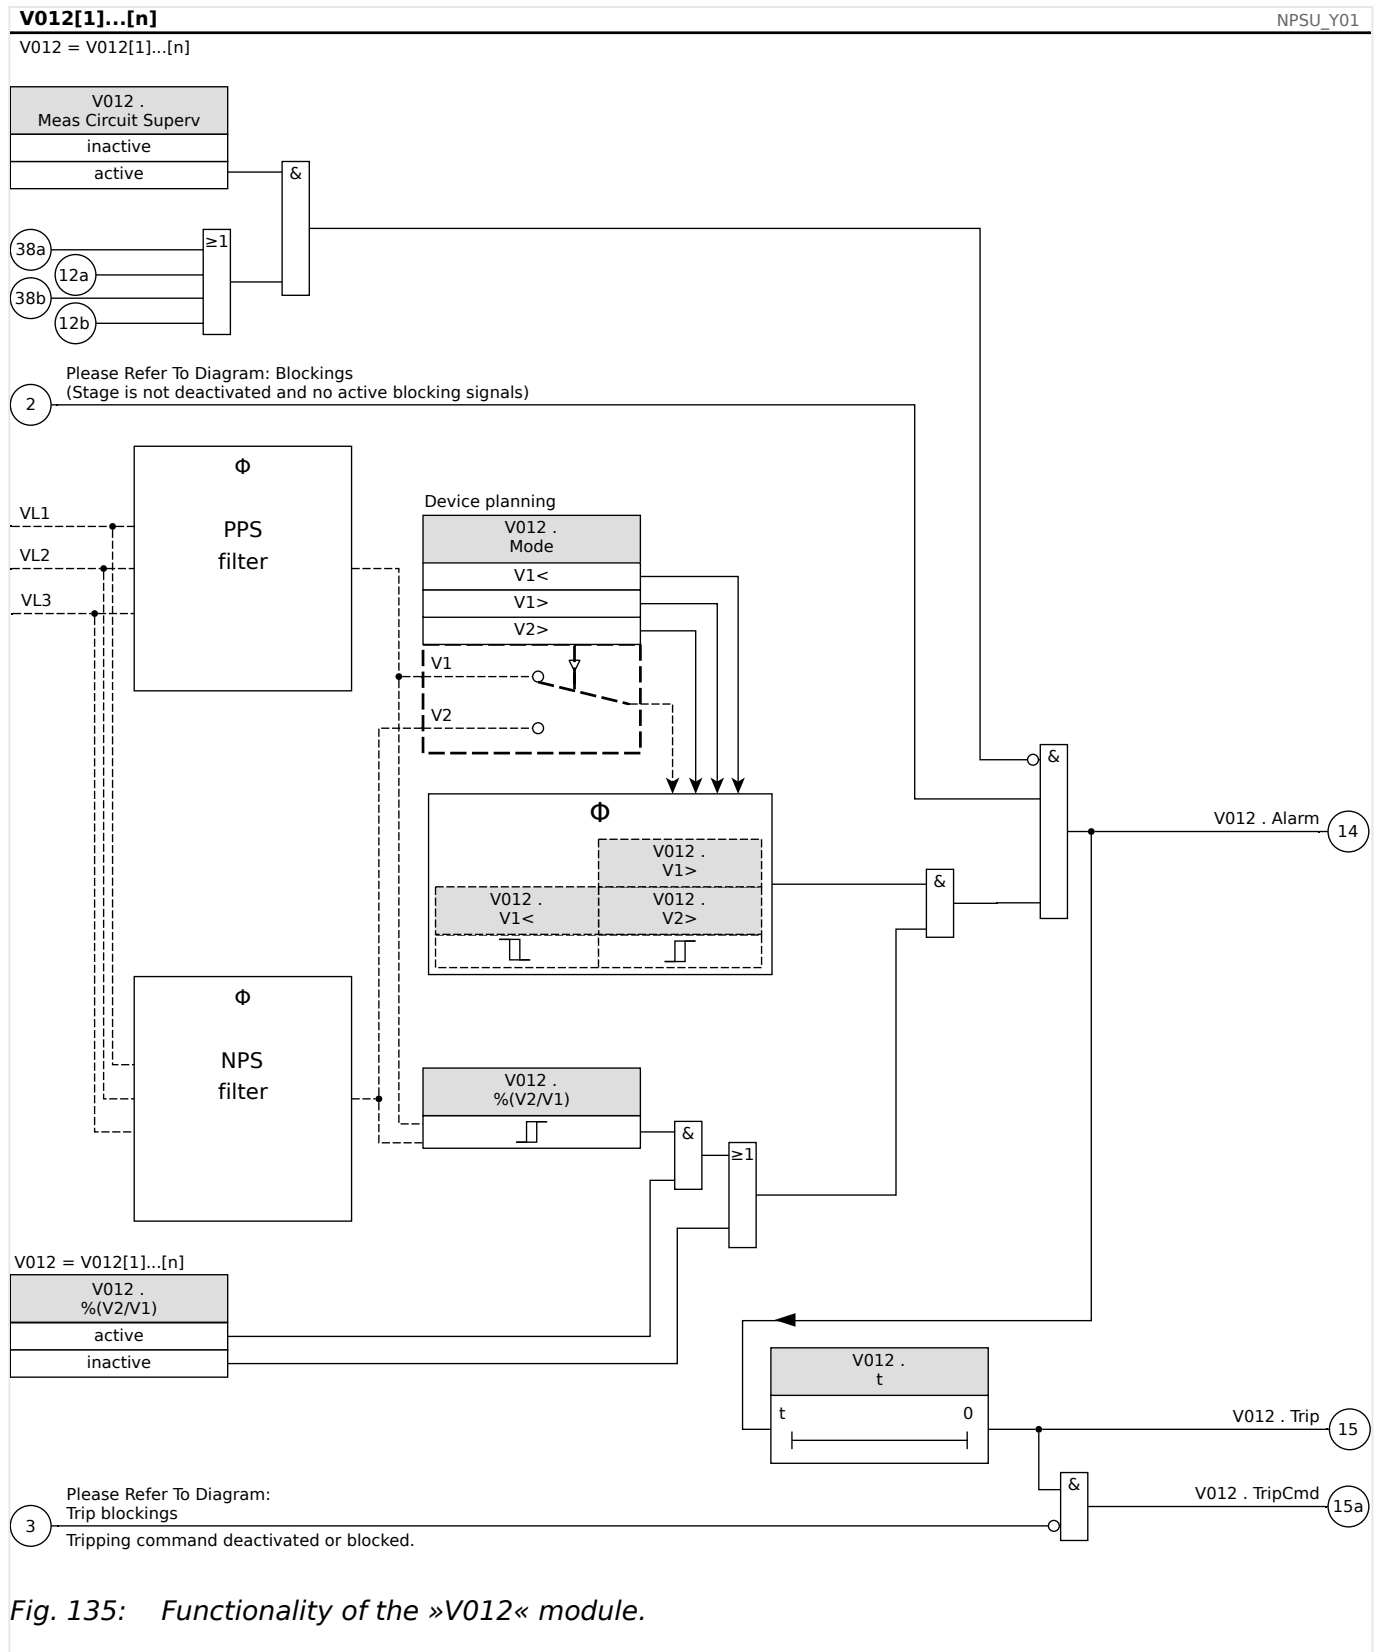 V012[1]...[n]
NPSU_Y01
V012 = V012[1]...[n]
V012 .
Meas Circuit Superv
inactive
active
&
38a
≥1
12a
38b
12b
Please Refer To Diagram: Blockings
(Stage is not deactivated and no active blocking signals)
2
Φ
PPS
filter
VL1
VL2
VL3
Device planning
V012 .
Mode
V1<
V1>
V2>
V1
V2
&
V012 . Alarm
14
Φ
V012 .
V1>
V012 .
V1<
V012 .
V2>
&
Φ
NPS
filter
V012 .
%(V2/V1)
&
≥1
V012 = V012[1]...[n]
V012 .
%(V2/V1)
active
inactive
V012 .
t
t
0
V012 . Trip
15
&
V012 . TripCmd
15a
Please Refer To Diagram:
Trip blockings
3
Tripping command deactivated or blocked.
Fig. 135: Functionality of the »V012« module.